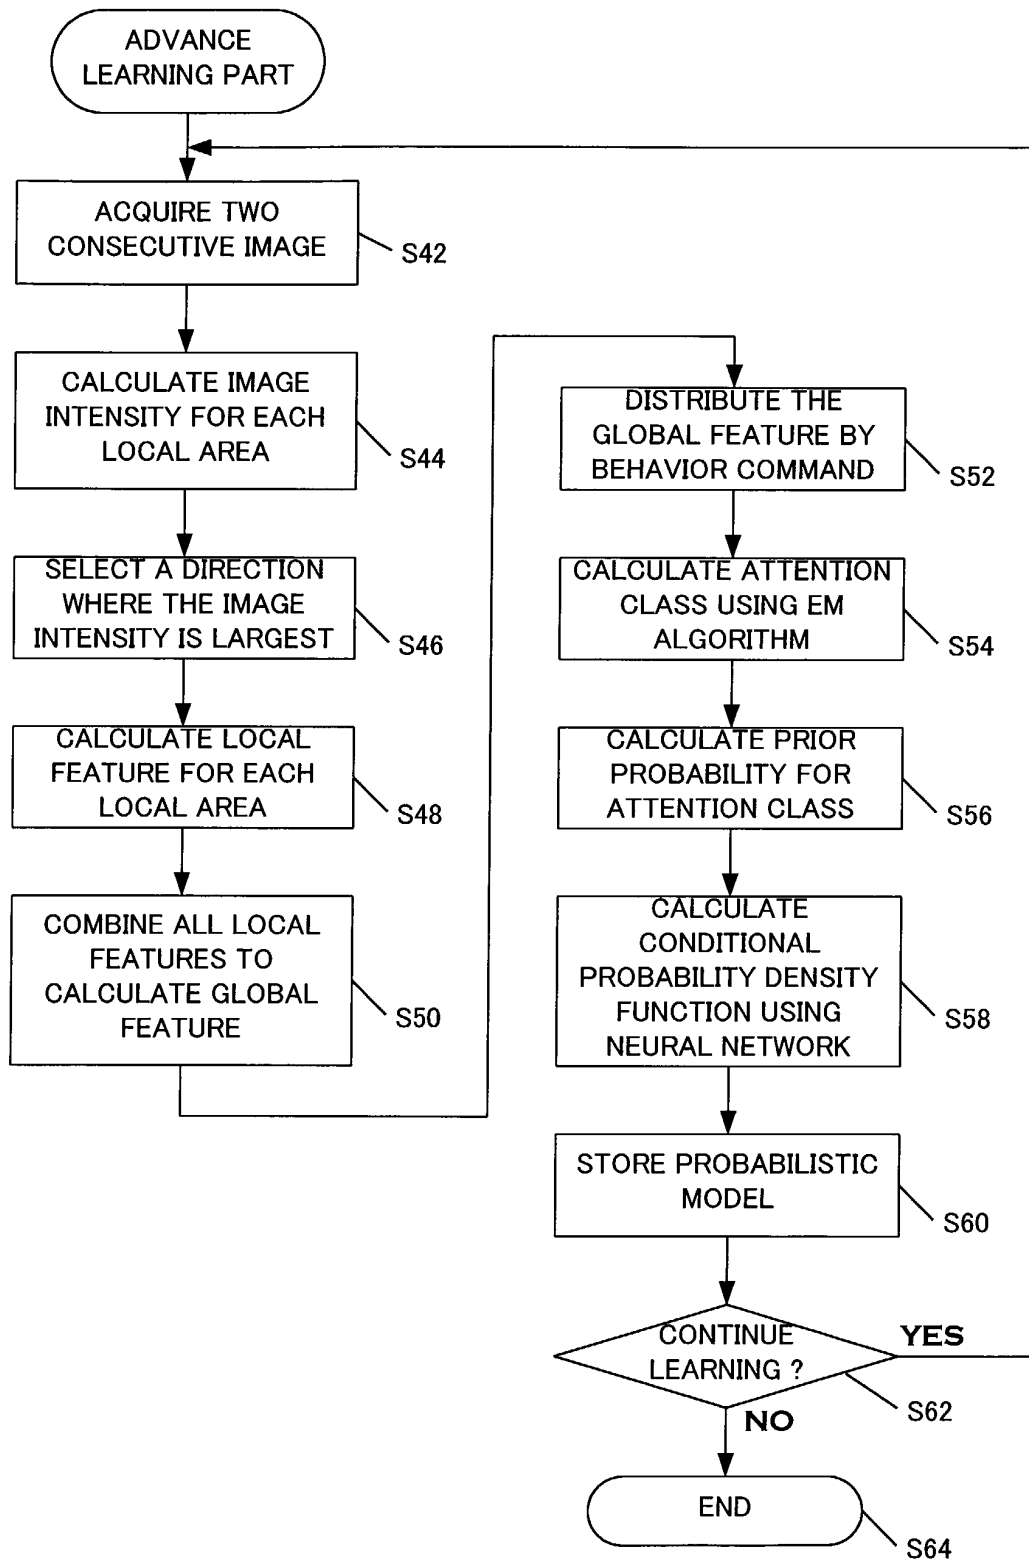 ADVANCE
LEARNING PART
ACQUIRE TWO
CONSECUTIVE IMAGE
S42
CALCULATE IMAGE
INTENSITY FOR EACH
LOCAL AREA
S44
SELECT A DIRECTION
WHERE THE IMAGE
INTENSITY IS LARGEST
S46
CALCULATE LOCAL
FEATURE FOR EACH
LOCAL AREA
S48
COMBINE ALL LOCAL
FEATURES TO
CALCULATE GLOBAL
FEATURE
S50
DISTRIBUTE THE
GLOBAL FEATURE BY
BEHAVIOR COMMAND
S52
CALCULATE ATTENTION
CLASS USING EM
ALGORITHM
S54
CALCULATE PRIOR
PROBABILITY FOR
ATTENTION CLASS
S56
CALCULATE
CONDITIONAL
PROBABILITY DENSITY
FUNCTION USING
NEURAL NETWORK
S58
STORE PROBABILISTIC
MODEL
S60
CONTINUE
LEARNING ?
YES
S62
NO
END
S64